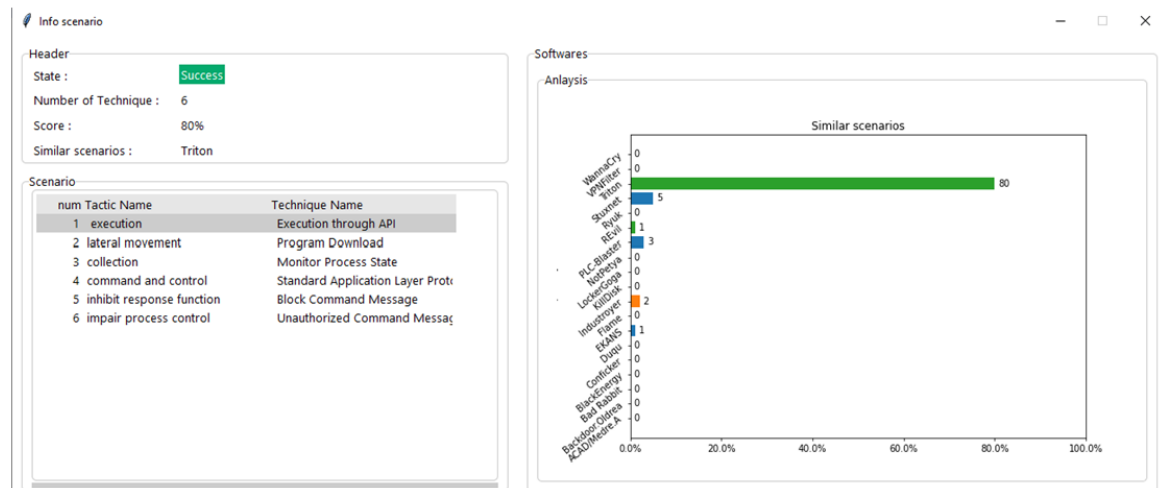 Info scenario
Header
State : Success
Number of Technique : 6
Score : 80%
Similar scenarios : Triton
Scenario
num Tactic Name Technique Name
1 execution Execution through API
2 lateral movement Program Download
3 collection Monitor Process State
4 command and control Standard Application Layer Proto
5 inhibit response function Block Command Message
6 impair process control Unauthorized Command Messag
Softwares
Anlaysis
Similar scenarios
WannaCry 0
VPNFilter 0
Triton 80
Stuxnet 5
Ryuk 0
REvil 1
PLC-Blaster 3
NotPetya 0
LockerGoga 0
KillDisk 0
Industroyer 2
Flame 0
EKANS 1
Duqu 0
Conficker 0
BlackEnergy 0
Bad Rabbit 0
Backdoor.Oldrea 0
ACAD/Medre.A 0
0.0% 20.0% 40.0% 60.0% 80.0% 100.0%